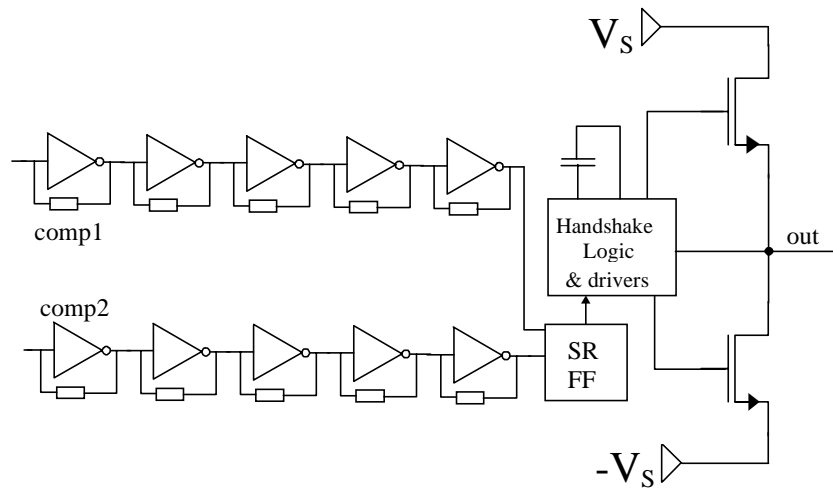 V_S
comp1
Handshake
Logic
& drivers
out
comp2
SR
FF
-V_S